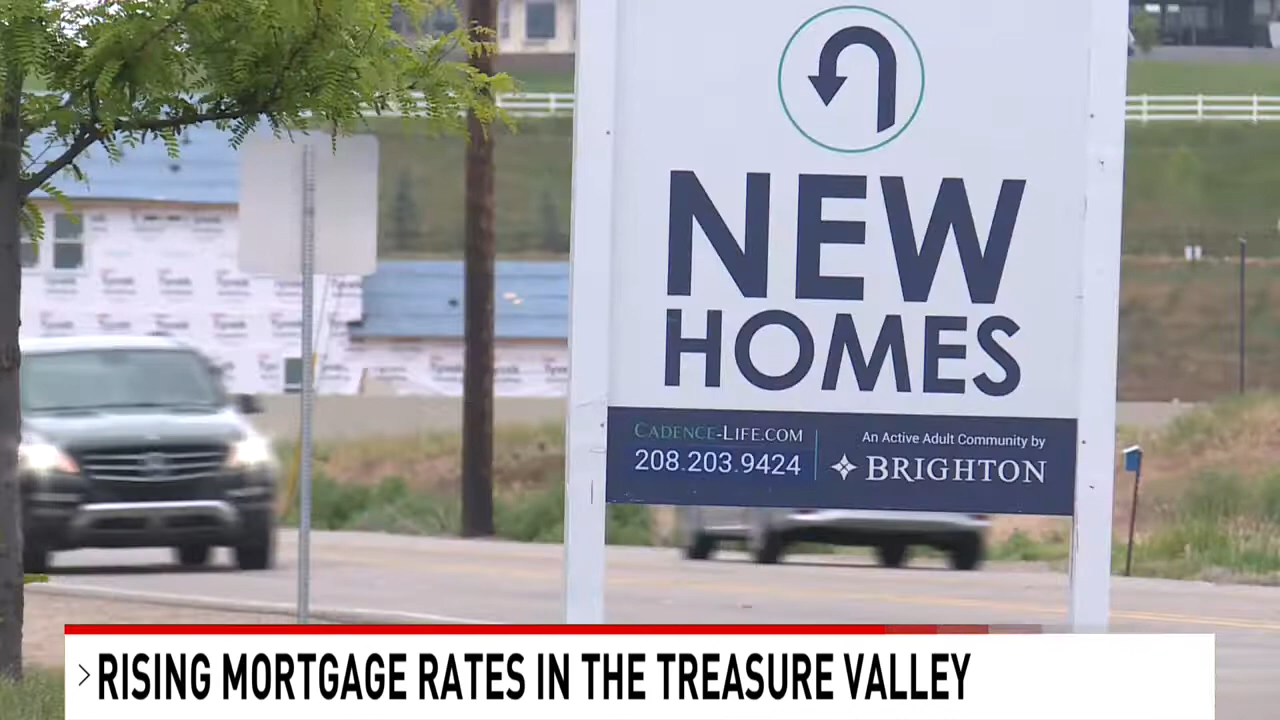 NEW
HOMES
CADENCE-LIFE.COM
208.203.9424
An Active Adult Community by
BRIGHTON
RISING MORTGAGE RATES IN THE TREASURE VALLEY